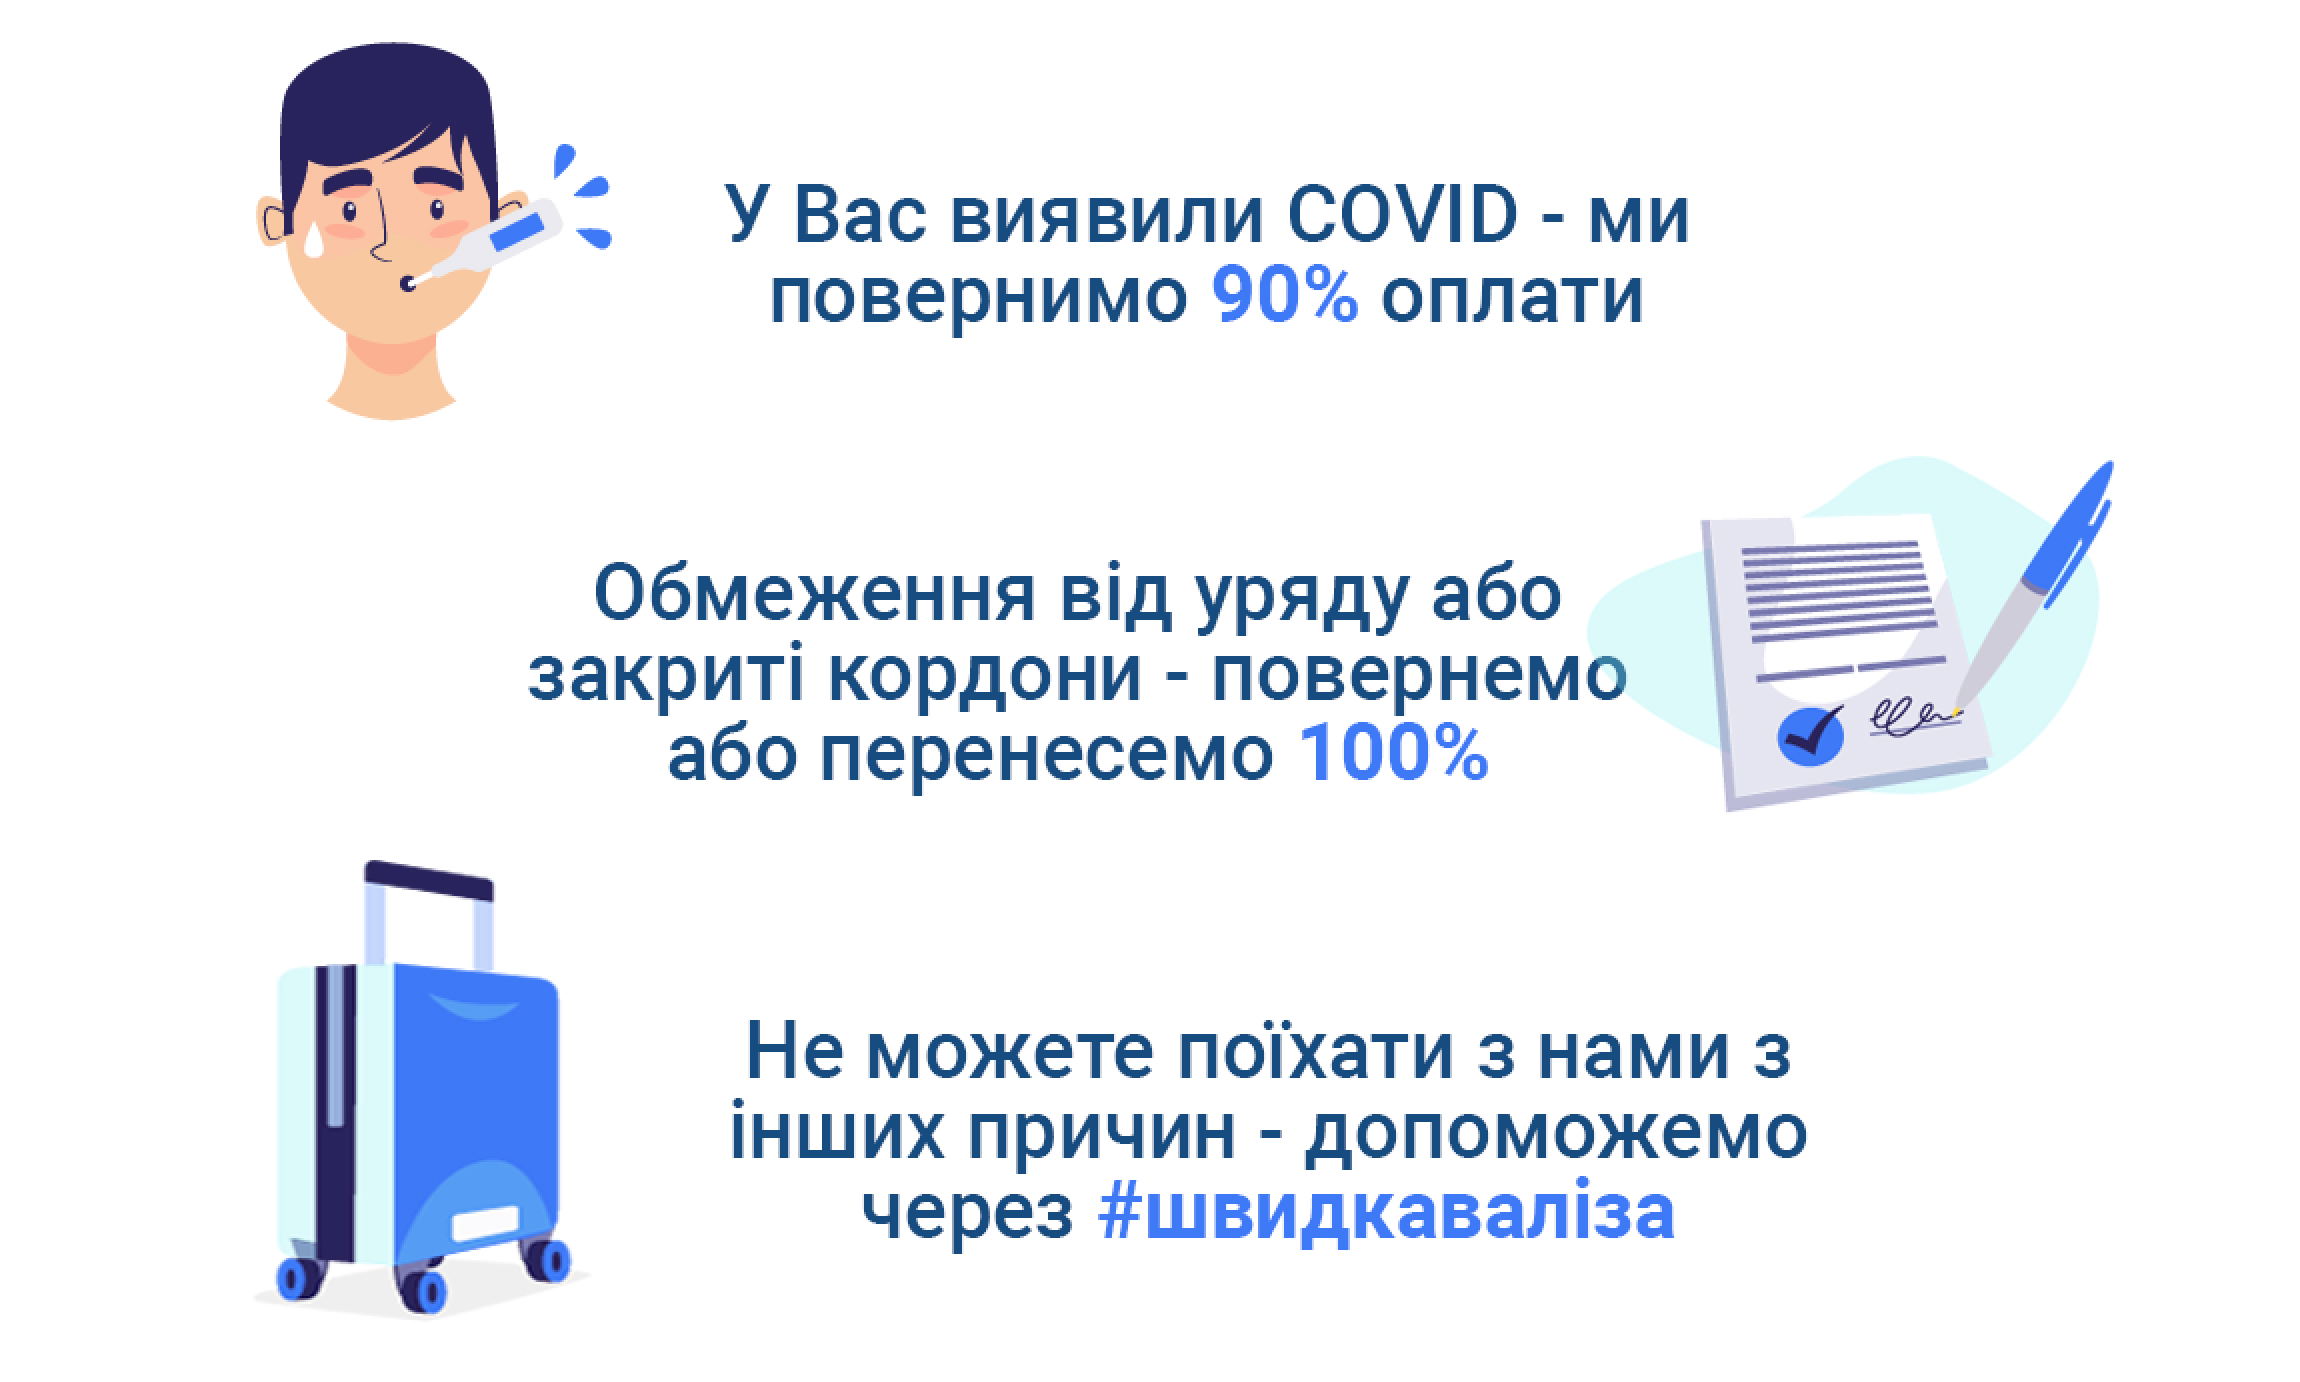 У Вас виявили COVID - ми
повернимо 90% оплати
Обмеження від уряду або
закриті кордони - повернемо
або перенесемо 100%
Не можете поїхати з нами з
інших причин - допоможемо
через #швидкаваліза